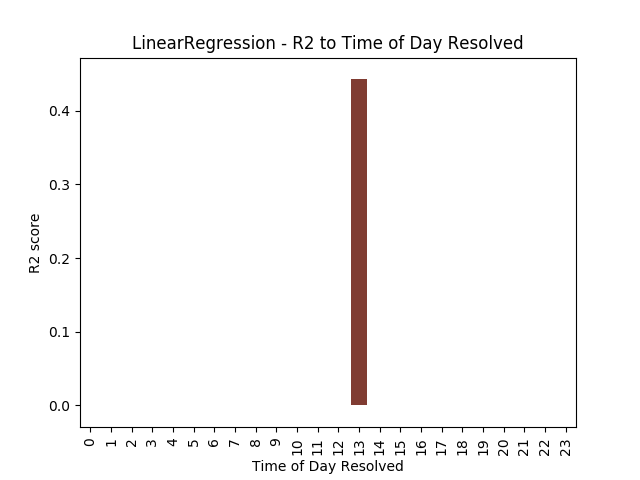 LinearRegression - R2 to Time of Day Resolved
R2 score
0.4
0.3
0.2
0.1
0.0
0 1 2 3 4 5 6 7 8 9 10 11 12 13 14 15 16 17 18 19 20 21 22 23
Time of Day Resolved